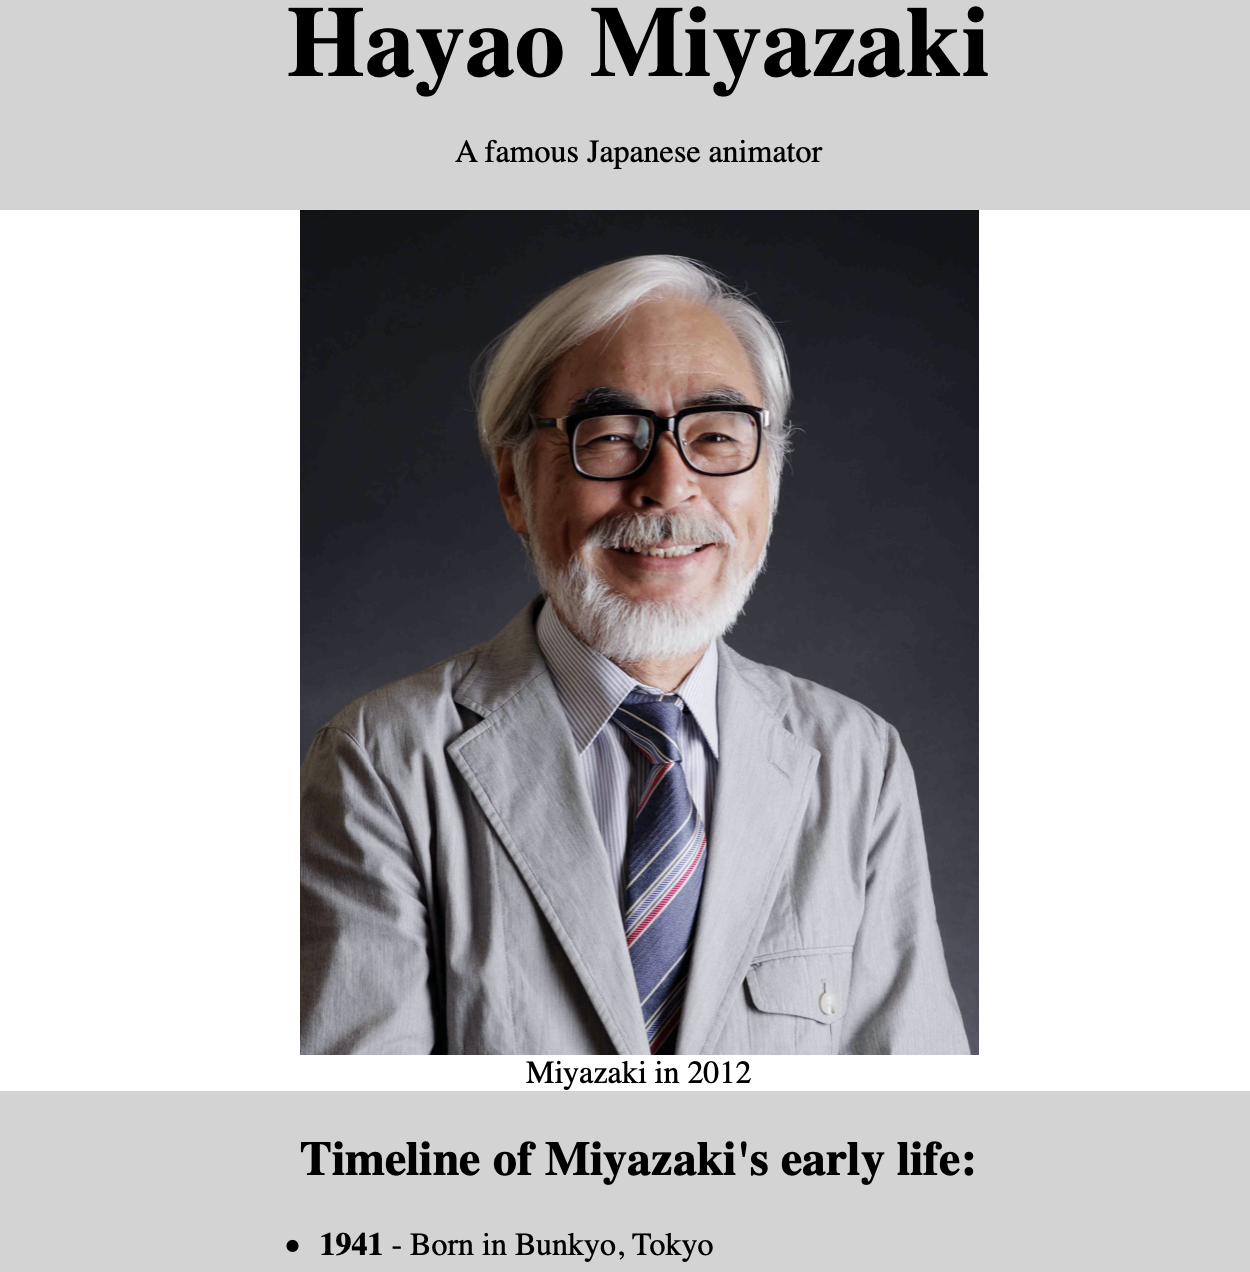 Hayao Miyazaki
A famous Japanese animator
Miyazaki in 2012
Timeline of Miyazaki's early life:
• 1941 - Born in Bunkyo, Tokyo